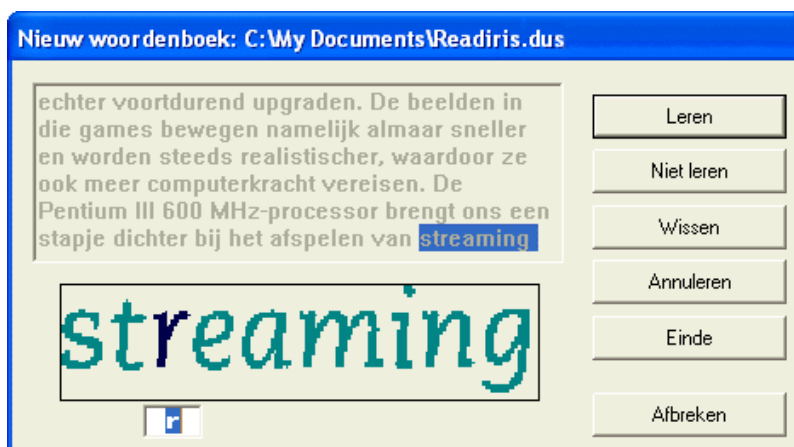 Nieuw woordenboek: C:\My Documents\Readiris.dus
echter voortdurend upgraden. De beelden in
die games bewegen namelijk almaar sneller
en worden steeds realistischer, waardoor ze
ook meer computerkracht vereisen. De
Pentium III 600 MHz-processor brengt ons een
stapje dichter bij het afspelen van streaming
streaming
r
Leren
Niet leren
Wissen
Annuleren
Einde
Afbreken